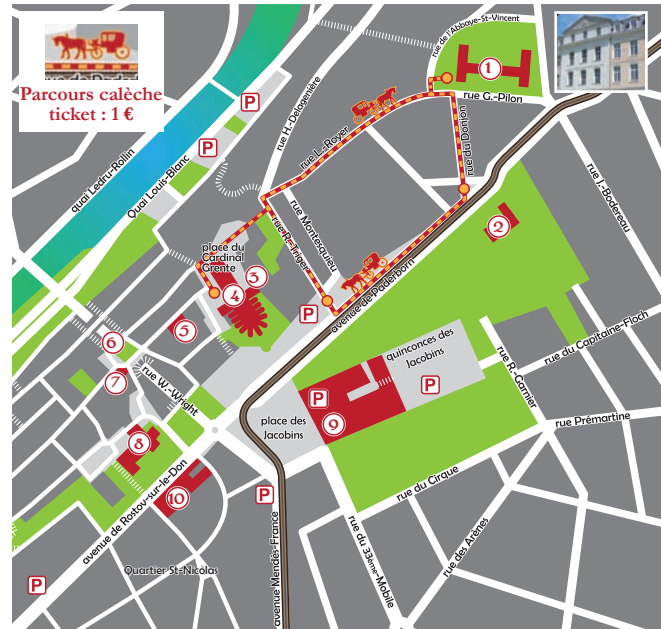 Parcours calèche
ticket : 1 €
quai Ledru-Rollin
Quai Louis-Blanc
rue H.-Delagenière
rue de l'Abbaye-St-Vincent
1
rue G.-Pilon
rue L.-Royer
rue du Donjon
rue Montesquieu
rue R.-Triger
place du
Cardinal
Grente
2
rue J.-Bodereau
3
4
5
6
7
8
9
10
P
P
P
P
P
P
P
avenue de Paderborn
quinconces des
Jacobins
place des
Jacobins
rue W.-Wright
rue R.-Garnier
rue du Capitaine-Floch
rue Prémartine
rue du Cirque
rue des Arènes
rue du 33ème-Mobile
avenue Mendès-France
avenue de Rostov-sur-le-Don
Quartier St-Nicolas